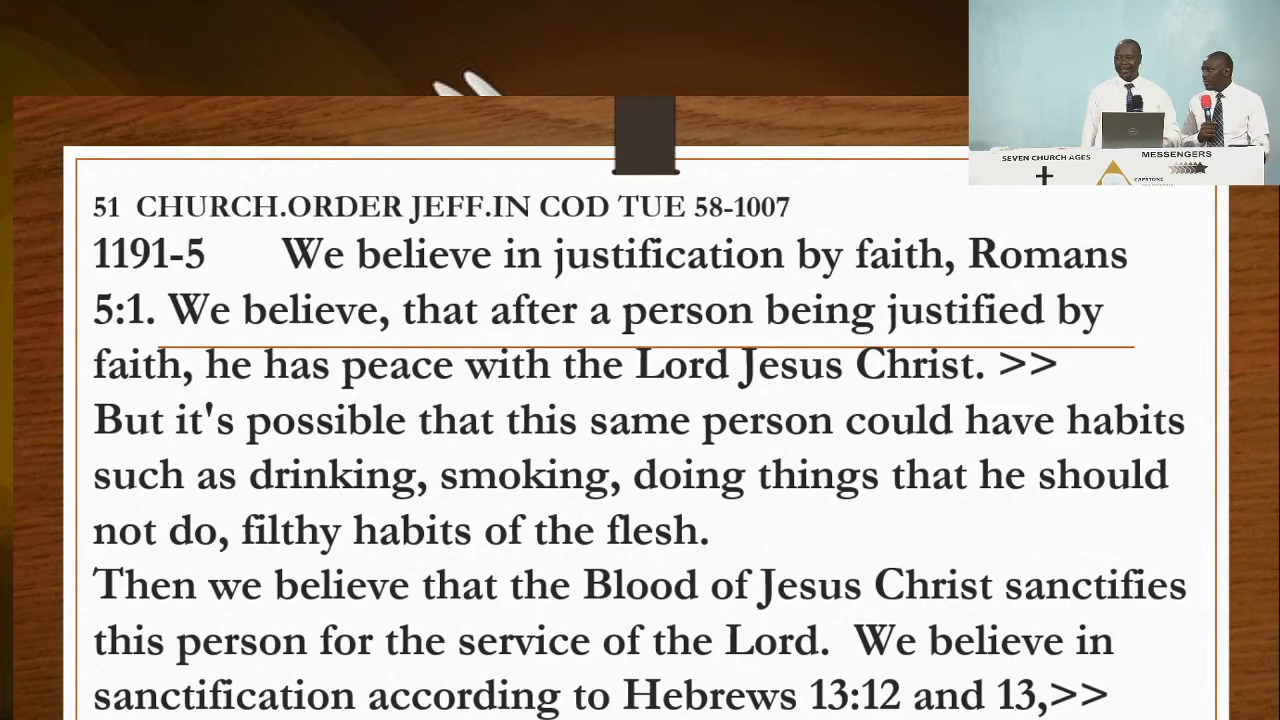 51 CHURCH.ORDER JEFF.IN COD TUE 58-1007
1191-5 We believe in justification by faith, Romans
5:1. We believe, that after a person being justified by
faith, he has peace with the Lord Jesus Christ. >>
But it's possible that this same person could have habits
such as drinking, smoking, doing things that he should
not do, filthy habits of the flesh.
Then we believe that the Blood of Jesus Christ sanctifies
this person for the service of the Lord. We believe in
sanctification according to Hebrews 13:12 and 13,>>
SEVEN CHURCH AGES
MESSENGERS
CAPSTONE